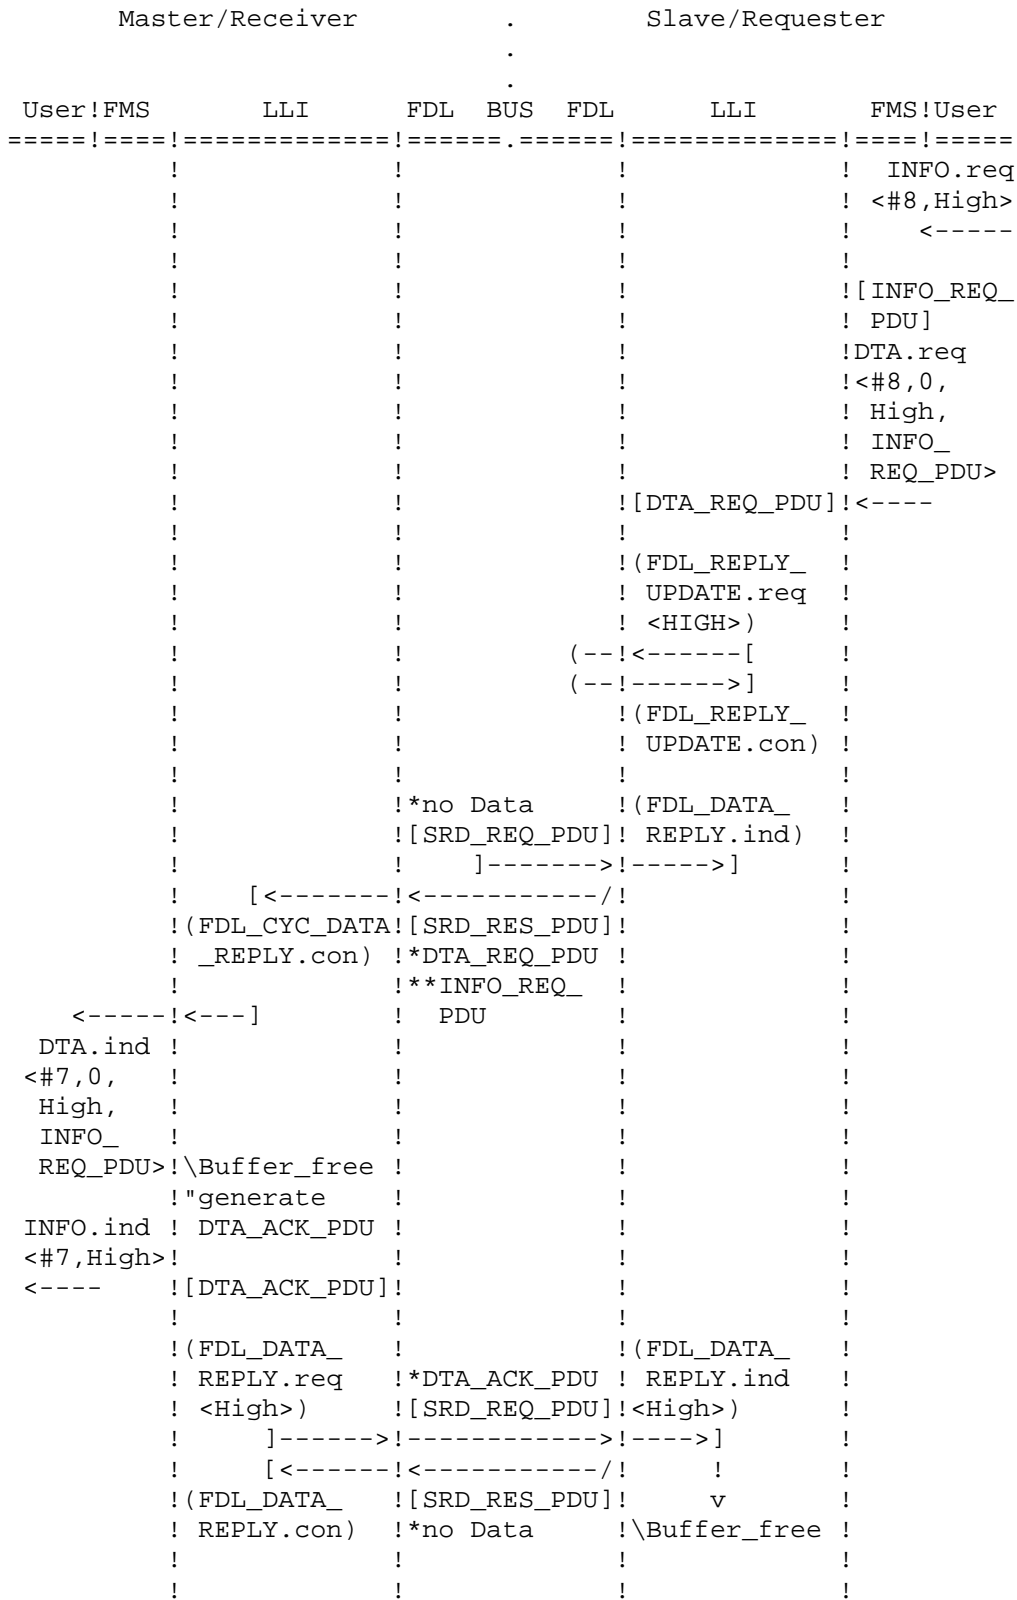 Master/Receiver . Slave/Requester
.
.
User!FMS LLI FDL BUS FDL LLI FMS!User
=====!====!=============!======.======!=============!====!=====
! ! ! ! INFO.req
! ! ! ! <#8,High>
! ! ! ! <-----
! ! ! !
! ! ! ![INFO_REQ_
! ! ! ! PDU]
! ! ! !DTA.req
! ! ! !<#8,0,
! ! ! ! High,
! ! ! ! INFO_
! ! ! ! REQ_PDU>
! ! ![DTA_REQ_PDU]!<----
! ! ! !
! ! !(FDL_REPLY_ !
! ! ! UPDATE.req !
! ! ! <HIGH>) !
! ! (--!<------[ !
! ! (--!------>] !
! ! !(FDL_REPLY_ !
! ! ! UPDATE.con) !
! ! ! !
! !*no Data !(FDL_DATA_ !
! ![SRD_REQ_PDU]! REPLY.ind) !
! ! ]------->!----->] !
! [<-------!<-----------/! !
!(FDL_CYC_DATA![SRD_RES_PDU]! !
! _REPLY.con) !*DTA_REQ_PDU ! !
! !**INFO_REQ_ ! !
<-----!<---] ! PDU ! !
DTA.ind ! ! ! !
<#7,0, ! ! ! !
High, ! ! ! !
INFO_ ! ! ! !
REQ_PDU>!\Buffer_free ! ! !
!"generate ! ! !
INFO.ind ! DTA_ACK_PDU ! ! !
<#7,High>! ! ! !
<---- ![DTA_ACK_PDU]! ! !
! ! ! !
!(FDL_DATA_ ! !(FDL_DATA_ !
! REPLY.req !*DTA_ACK_PDU ! REPLY.ind !
! <High>) ![SRD_REQ_PDU]!<High>) !
! ]------>!------------>!---->] !
! [<------!<-----------/! ! !
!(FDL_DATA_ ![SRD_RES_PDU]! v !
! REPLY.con) !*no Data !\Buffer_free !
! ! ! !
! ! ! !